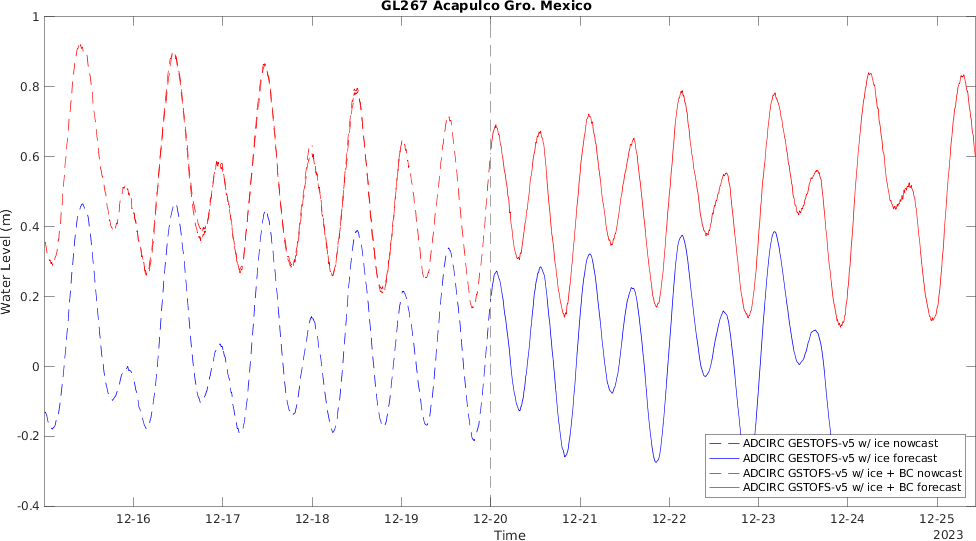 GL267 Acapulco Gro. Mexico
1
0.8
0.6
0.4
0.2
0
-0.2
-0.4
Water Level (m)
12-16 12-17 12-18 12-19 12-20 12-21 12-22 12-23 12-24 12-25
Time
2023
ADCIRC GESTOFS-v5 w/ ice nowcast
ADCIRC GESTOFS-v5 w/ ice forecast
ADCIRC GSTOFS-v5 w/ ice + BC nowcast
ADCIRC GSTOFS-v5 w/ ice + BC forecast